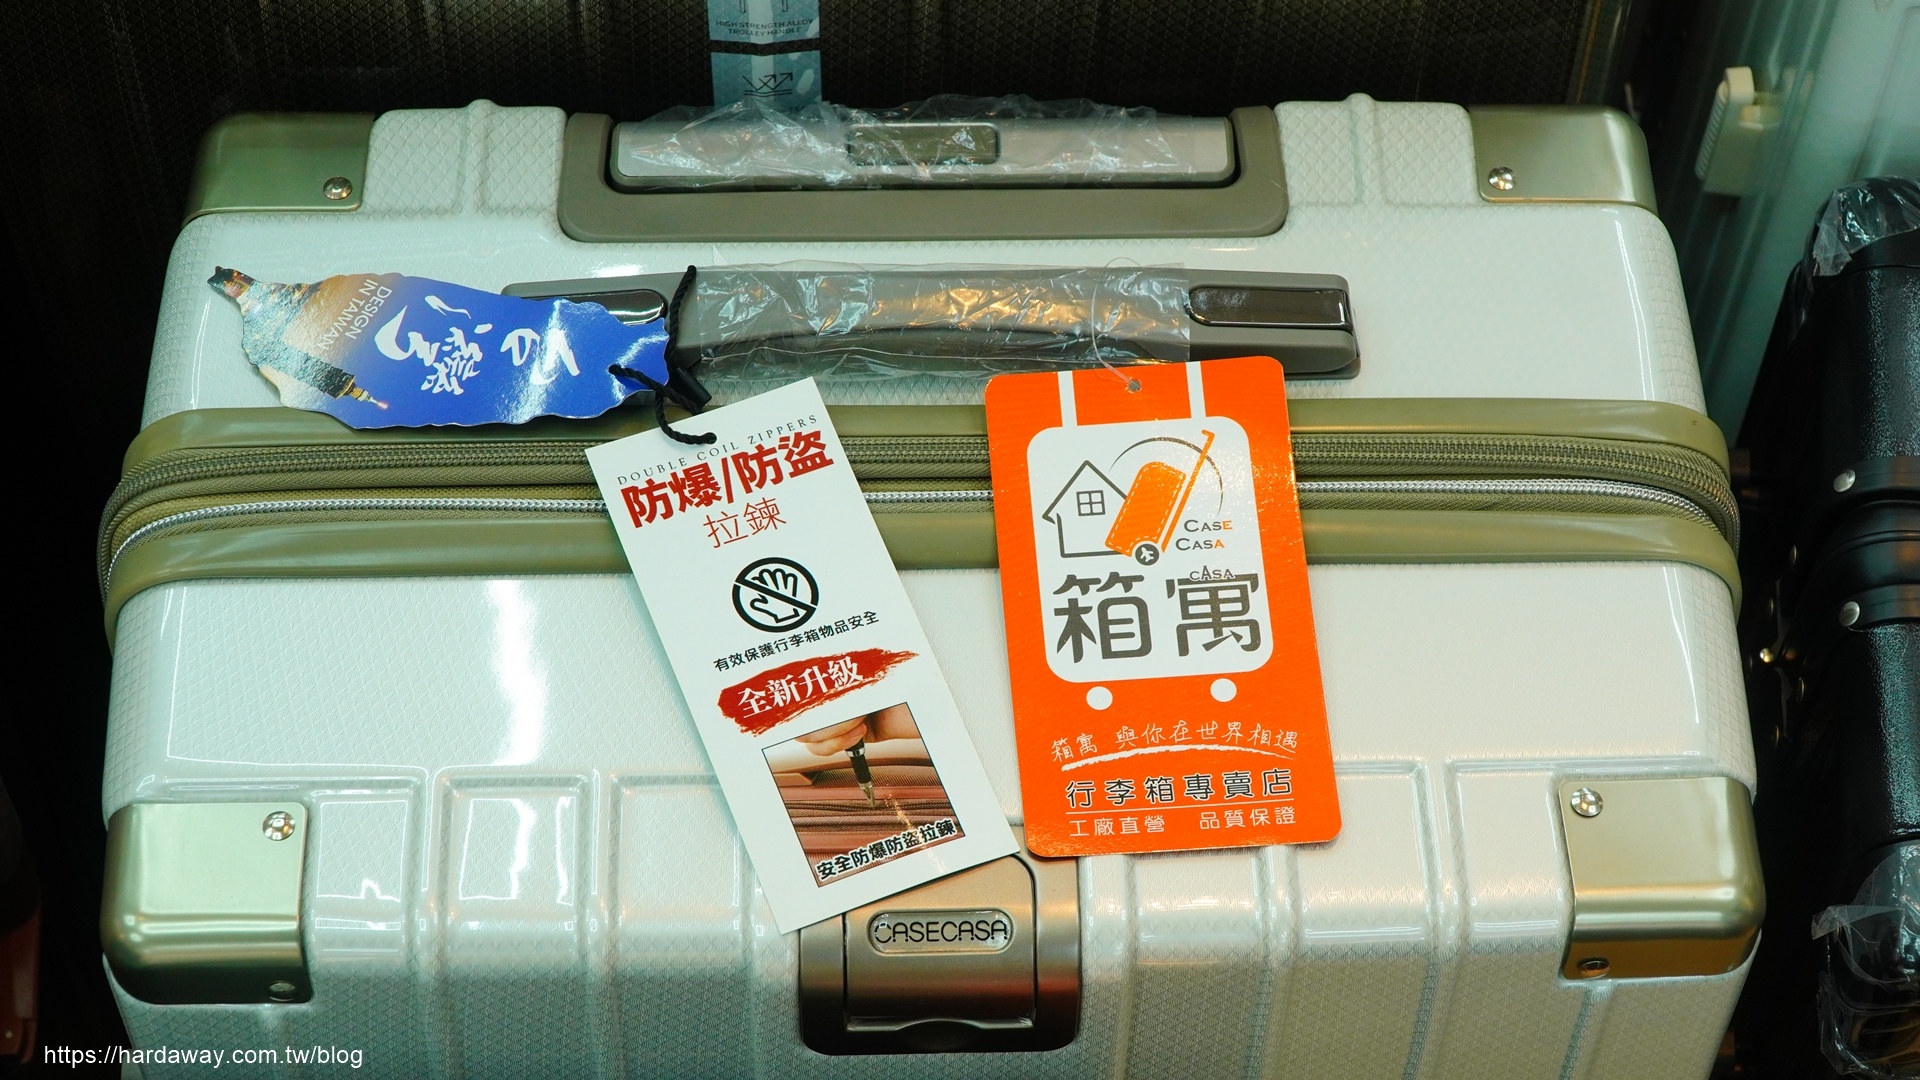 HIGH STRENGTH ALLOY
TROLLEY HANDLE
DESIGN
IN TAIWAN
DOUBLE COIL ZIPPERS
防爆/防盜
拉鍊
有效保護行李箱物品安全
全新升級
安全防爆防盜拉鍊
CASE
CASA
CASA
箱寓
箱寓 與你在世界相遇
行李箱專賣店
工廠直營 品質保證
CASECASA
https://hardaway.com.tw/blog